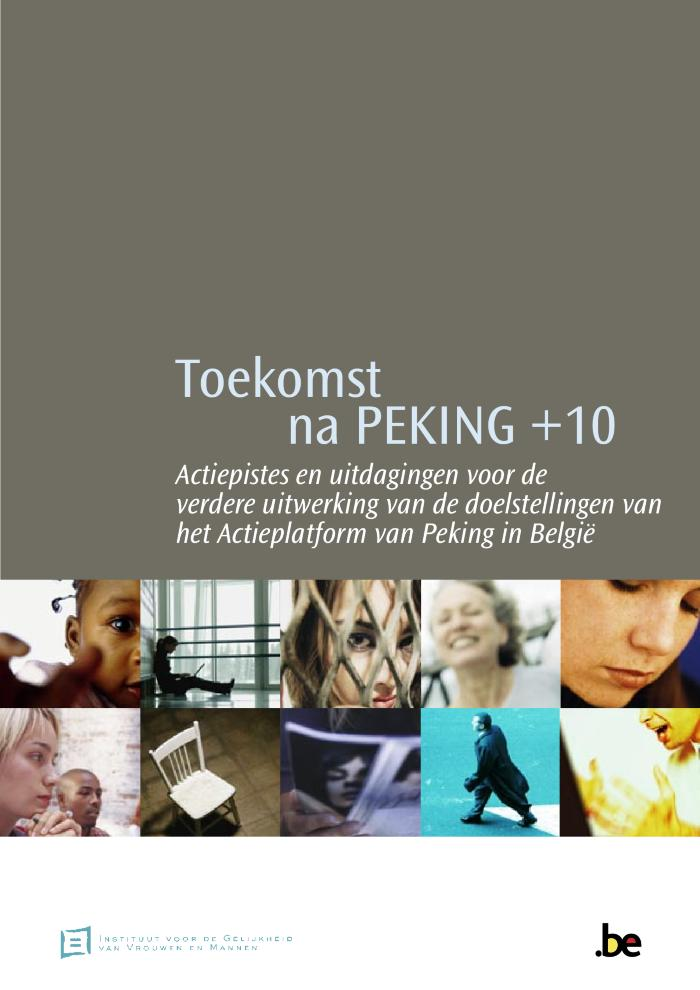 Toekomst
na PEKING +10
Actiepistes en uitdagingen voor de
verdere uitwerking van de doelstellingen van
het Actieplatform van Peking in België
Instituut voor de Gelijkheid
van Vrouwen en Mannen
.be